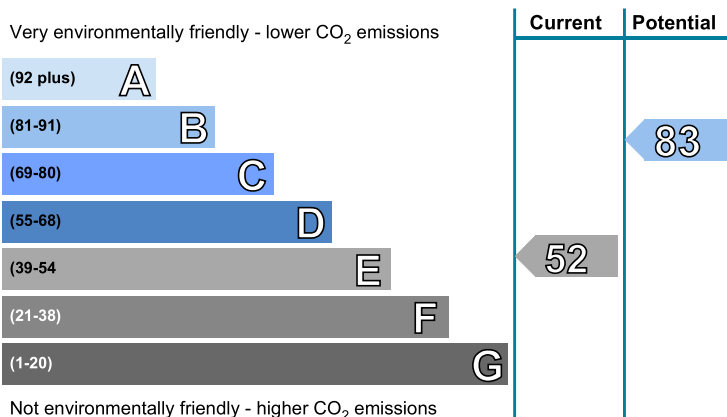 Current Potential
Very environmentally friendly - lower CO2 emissions
(92 plus) A
(81-91) B
83
(69-80) C
(55-68) D
(39-54 E
52
(21-38) F
(1-20) G
Not environmentally friendly - higher CO2 emissions